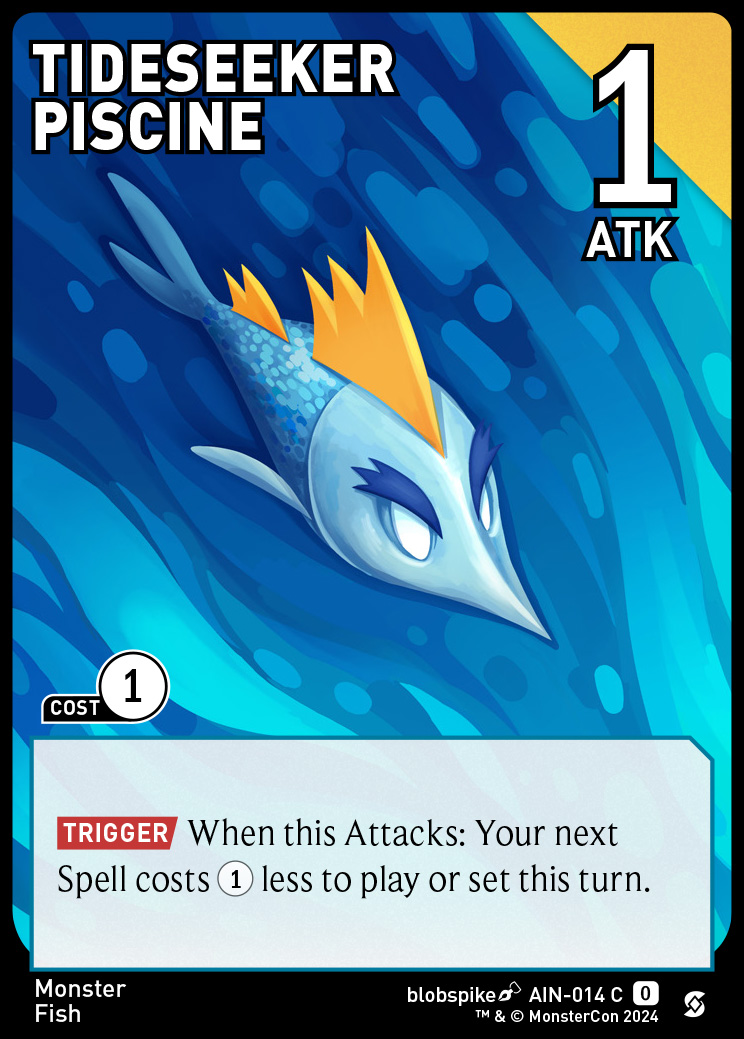 TIDESEEKER
PISCINE
1
ATK
COST 1
TRIGGER When this Attacks: Your next
Spell costs 1 less to play or set this turn.
Monster
Fish
blobspike AIN-014 C 0
™ & © MonsterCon 2024